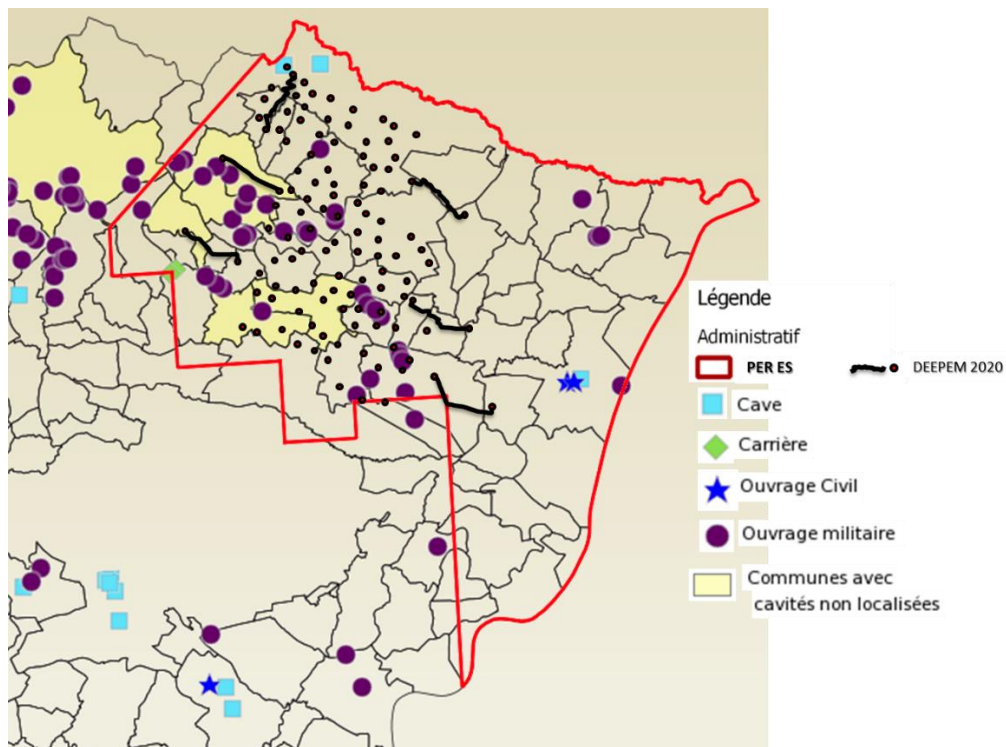 Légende
Administratif
PER ES
DEEPEM 2020
Cave
Carrière
Ouvrage Civil
Ouvrage militaire
Communes avec
cavités non localisées